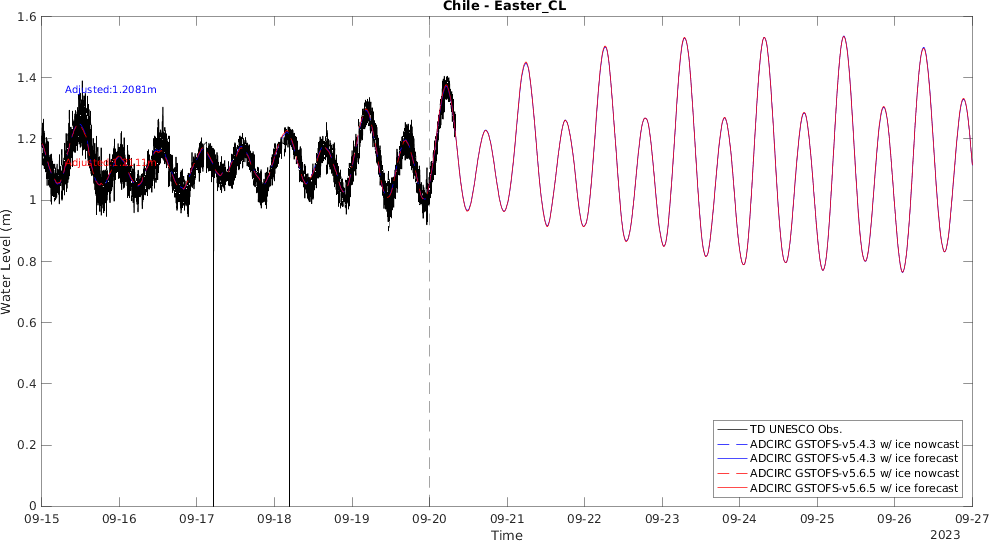 Chile - Easter_CL
1.6
1.4
1.2
1
0.8
0.6
0.4
0.2
0
Water Level (m)
Adjusted:1.2081m
TD UNESCO Obs.
ADCIRC GSTOFS-v5.4.3 w/ ice nowcast
ADCIRC GSTOFS-v5.4.3 w/ ice forecast
ADCIRC GSTOFS-v5.6.5 w/ ice nowcast
ADCIRC GSTOFS-v5.6.5 w/ ice forecast
09-15 09-16 09-17 09-18 09-19 09-20 09-21 09-22 09-23 09-24 09-25 09-26 09-27
Time
2023